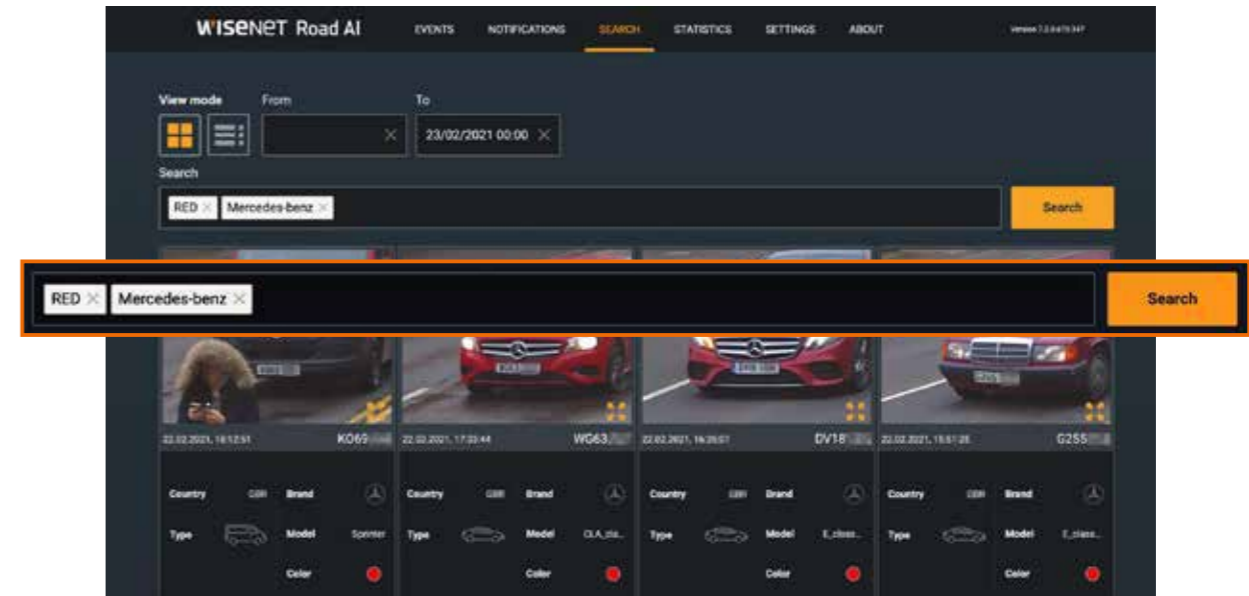 WISENET Road AI EVENTS NOTIFICATIONS SEARCH STATISTICS SETTINGS ABOUT
View mode From To
23/02/2021 00:00
Search
RED Mercedes-benz Search
RED Mercedes-benz Search
KO69 WG63 DV18 G255
Country GBR Brand Country GBR Brand Country GBR Brand Country GBR Brand
Type Model Sprinter Type Model Type Model E_class... Type Model E_class...
Color Color Color Color